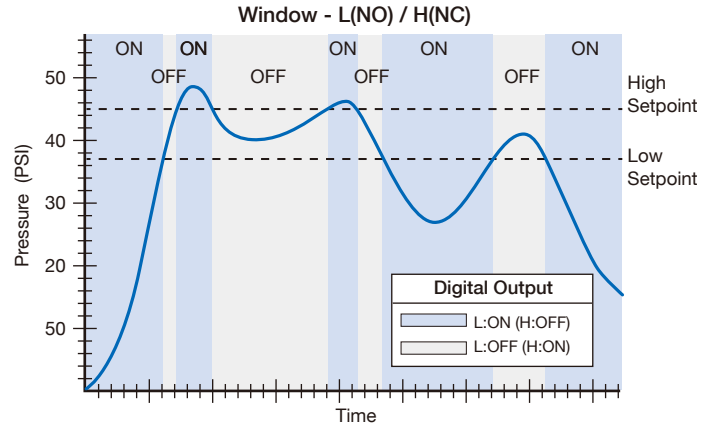 Window - L(NO) / H(NC)
ON ON ON ON ON
OFF OFF OFF OFF
50
40
30
20
50
Pressure (PSI)
High
Setpoint
Low
Setpoint
Digital Output
L:ON (H:OFF)
L:OFF (H:ON)
Time